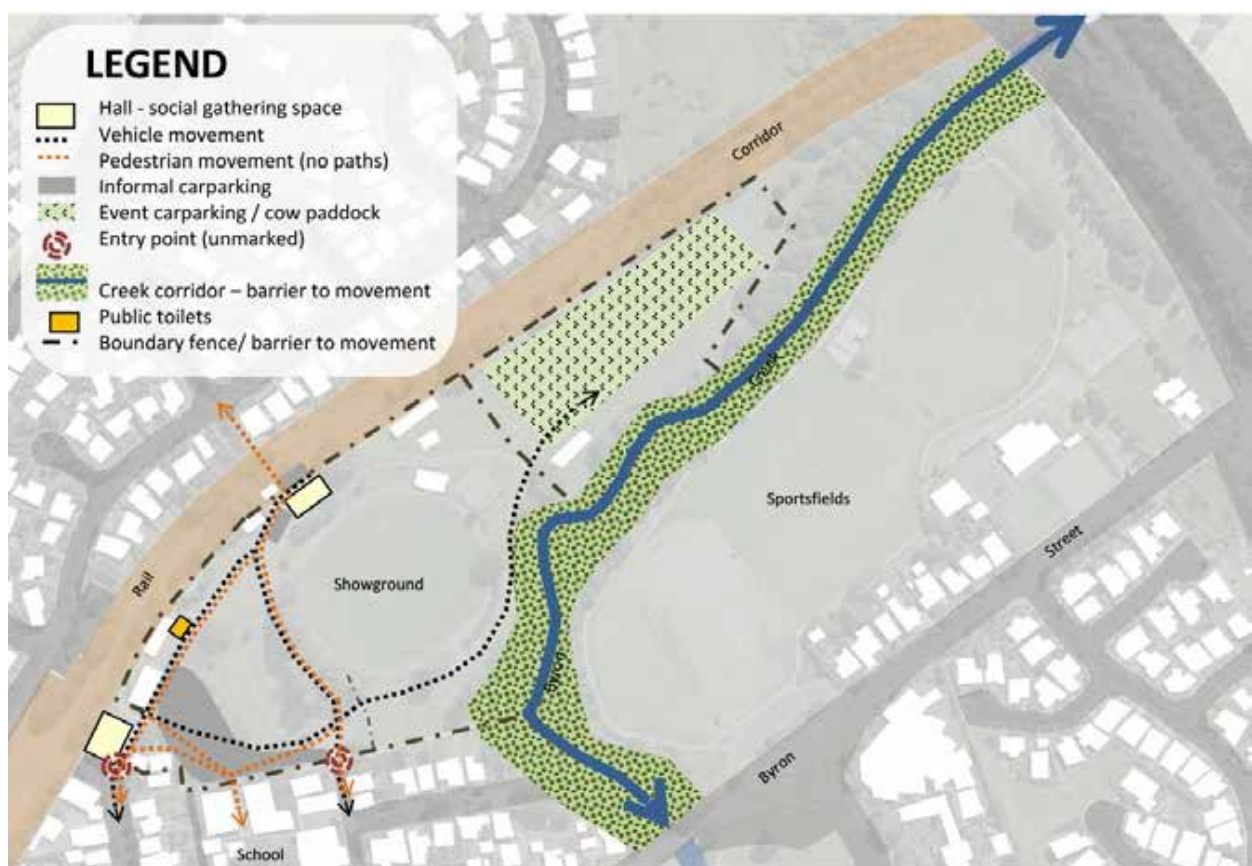 LEGEND
Hall - social gathering space
Vehicle movement
Pedestrian movement (no paths)
Informal carparking
Event carparking / cow paddock
Entry point (unmarked)
Creek corridor – barrier to movement
Public toilets
Boundary fence/ barrier to movement
Corridor
Creek
Sportsfields
Street
Showground
Rail
Byron
Byron
School